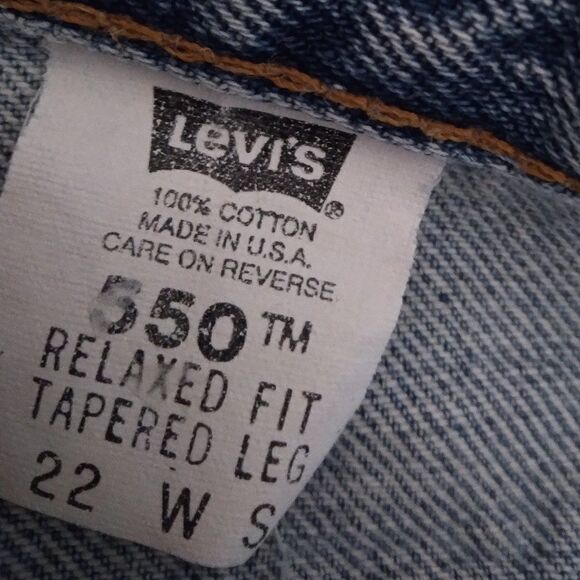 Levi's®
100% COTTON
MADE IN U.S.A.
CARE ON REVERSE
550™
RELAXED FIT
TAPERED LEG
22 W S